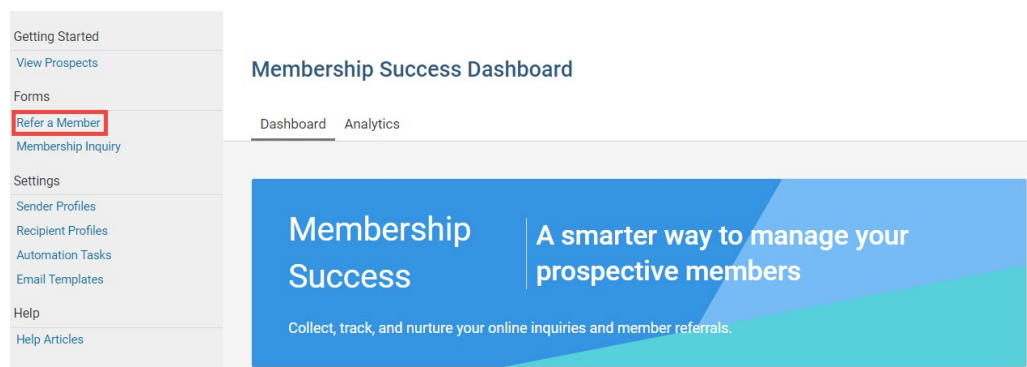 Getting Started
View Prospects
Forms
Refer a Member
Membership Inquiry
Settings
Sender Profiles
Recipient Profiles
Automation Tasks
Email Templates
Help
Help Articles
Membership Success Dashboard
Dashboard Analytics
Membership
Success
A smarter way to manage your
prospective members
Collect, track, and nurture your online inquiries and member referrals.